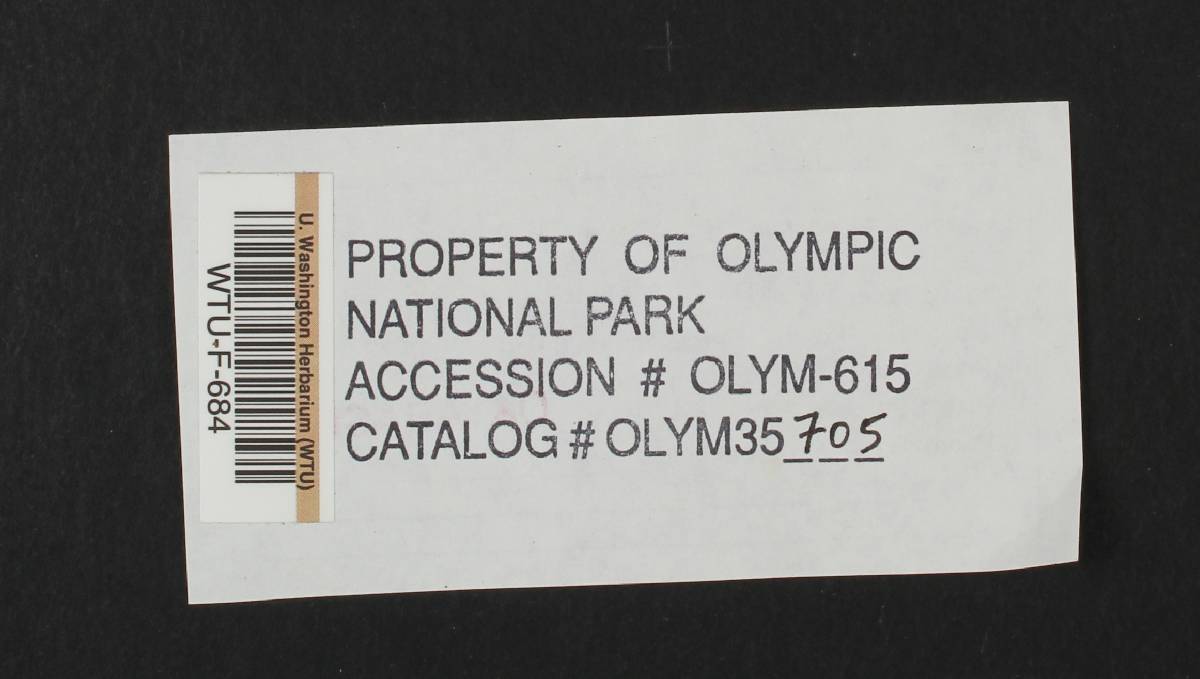 U. Washington Herbarium (WTU)
WTU-F-684
PROPERTY OF OLYMPIC
NATIONAL PARK
ACCESSION # OLYM-615
CATALOG # OLYM35705